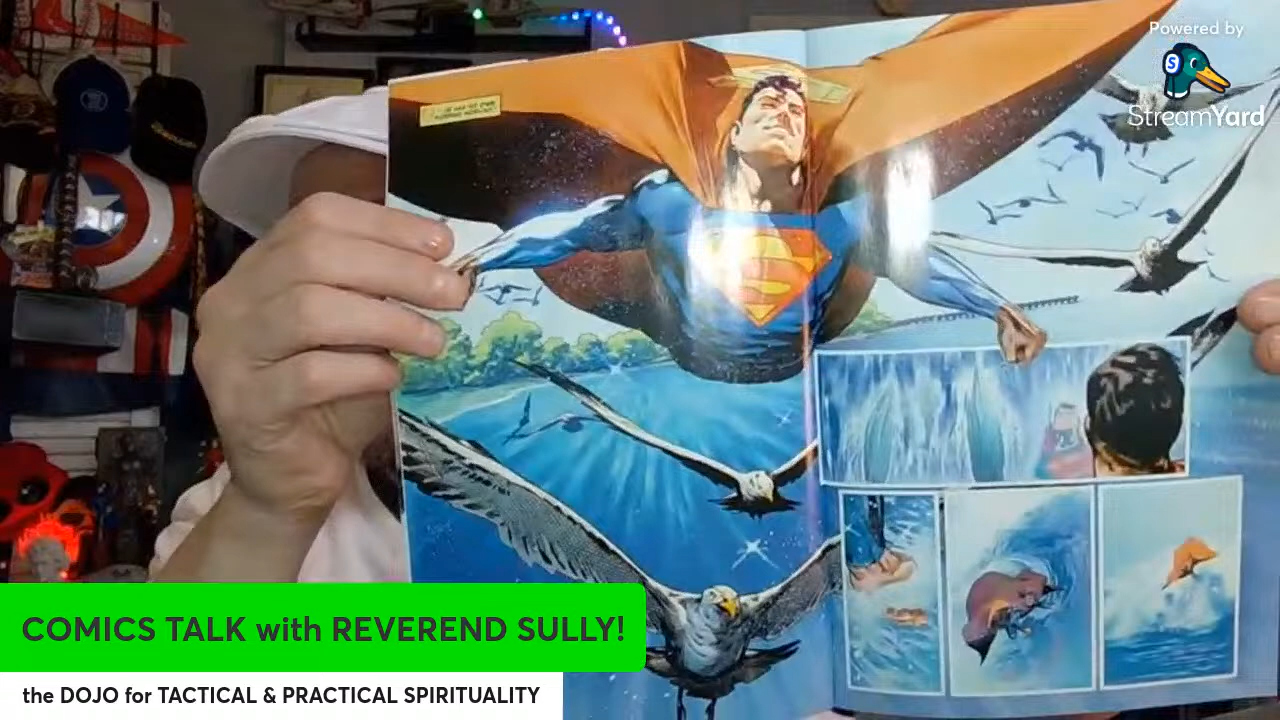 Powered by
StreamYard
COMICS TALK with REVEREND SULLY!
the DOJO for TACTICAL & PRACTICAL SPIRITUALITY